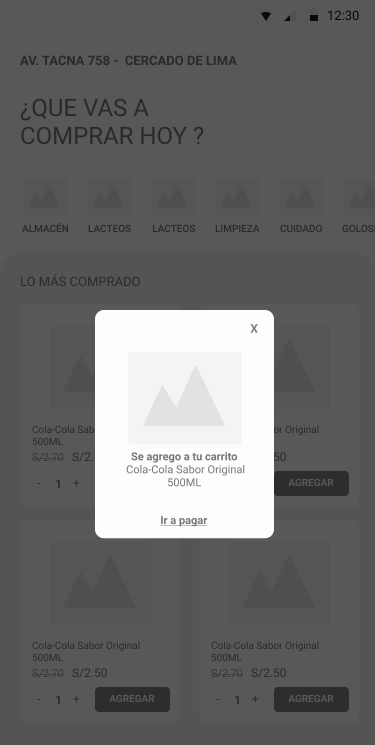 12:30
AV. TACNA 758 - CERCADO DE LIMA
¿QUE VAS A
COMPRAR HOY ?
ALMACÉN LACTEOS LACTEOS LIMPIEZA CUIDADO GOLOS
LO MÁS COMPRADO
X
Se agrego a tu carrito
Cola-Cola Sabor Original
500ML
Ir a pagar
Cola-Cola Sab
500ML
S/2.70 S/2.
- 1 +
Original
50
AGREGAR
Cola-Cola Sabor Original
500ML
S/2.70 S/2.50
- 1 + AGREGAR
Cola-Cola Sabor Original
500ML
S/2.70 S/2.50
- 1 + AGREGAR